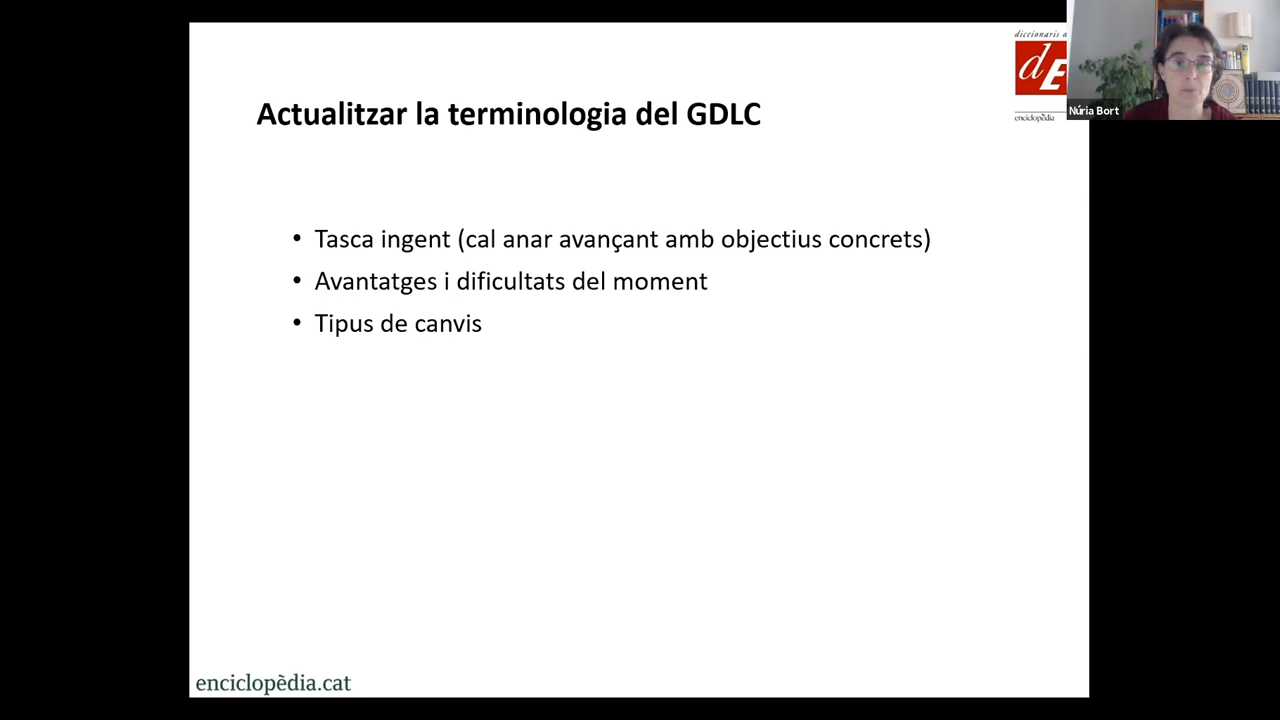 diccionaris d
dE
enciclopèdia
Núria Bort
Actualitzar la terminologia del GDLC
• Tasca ingent (cal anar avançant amb objectius concrets)
• Avantatges i dificultats del moment
• Tipus de canvis
enciclopèdia.cat